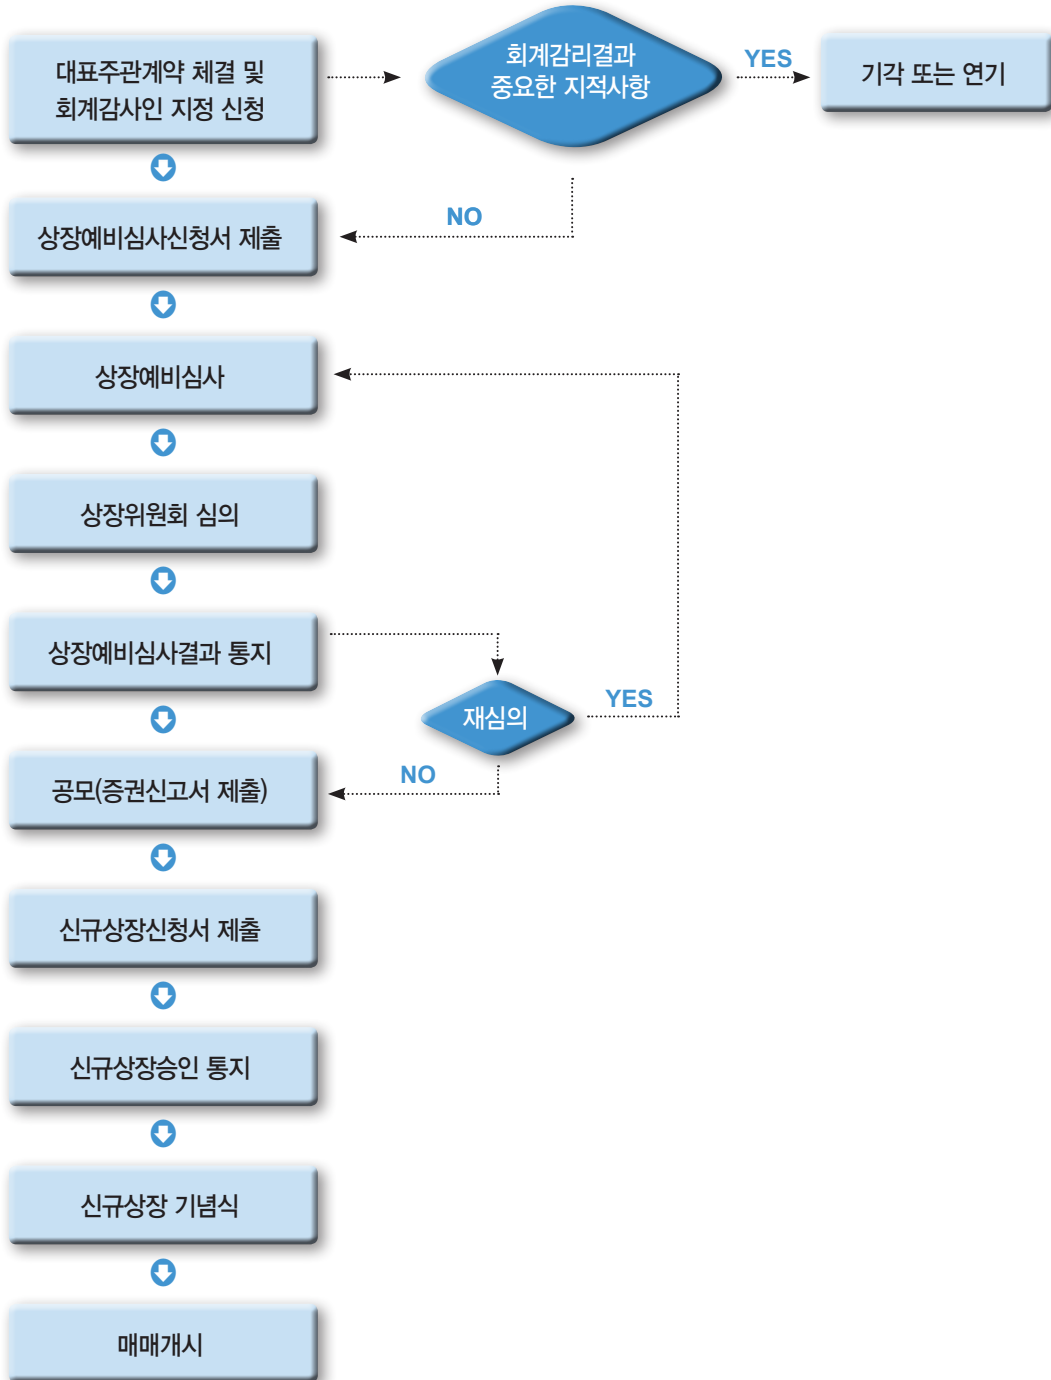 대표주관계약 체결 및
회계감사인 지정 신청
회계감리결과
중요한 지적사항
YES
기각 또는 연기
NO
상장예비심사신청서 제출
상장예비심사
상장위원회 심의
상장예비심사결과 통지
재심의
YES
NO
공모(증권신고서 제출)
신규상장신청서 제출
신규상장승인 통지
신규상장 기념식
매매개시